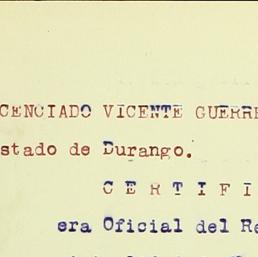 CENCIADO VICENTE GUERRE
stado de Durango.
C E R T I F I
era Oficial del Re